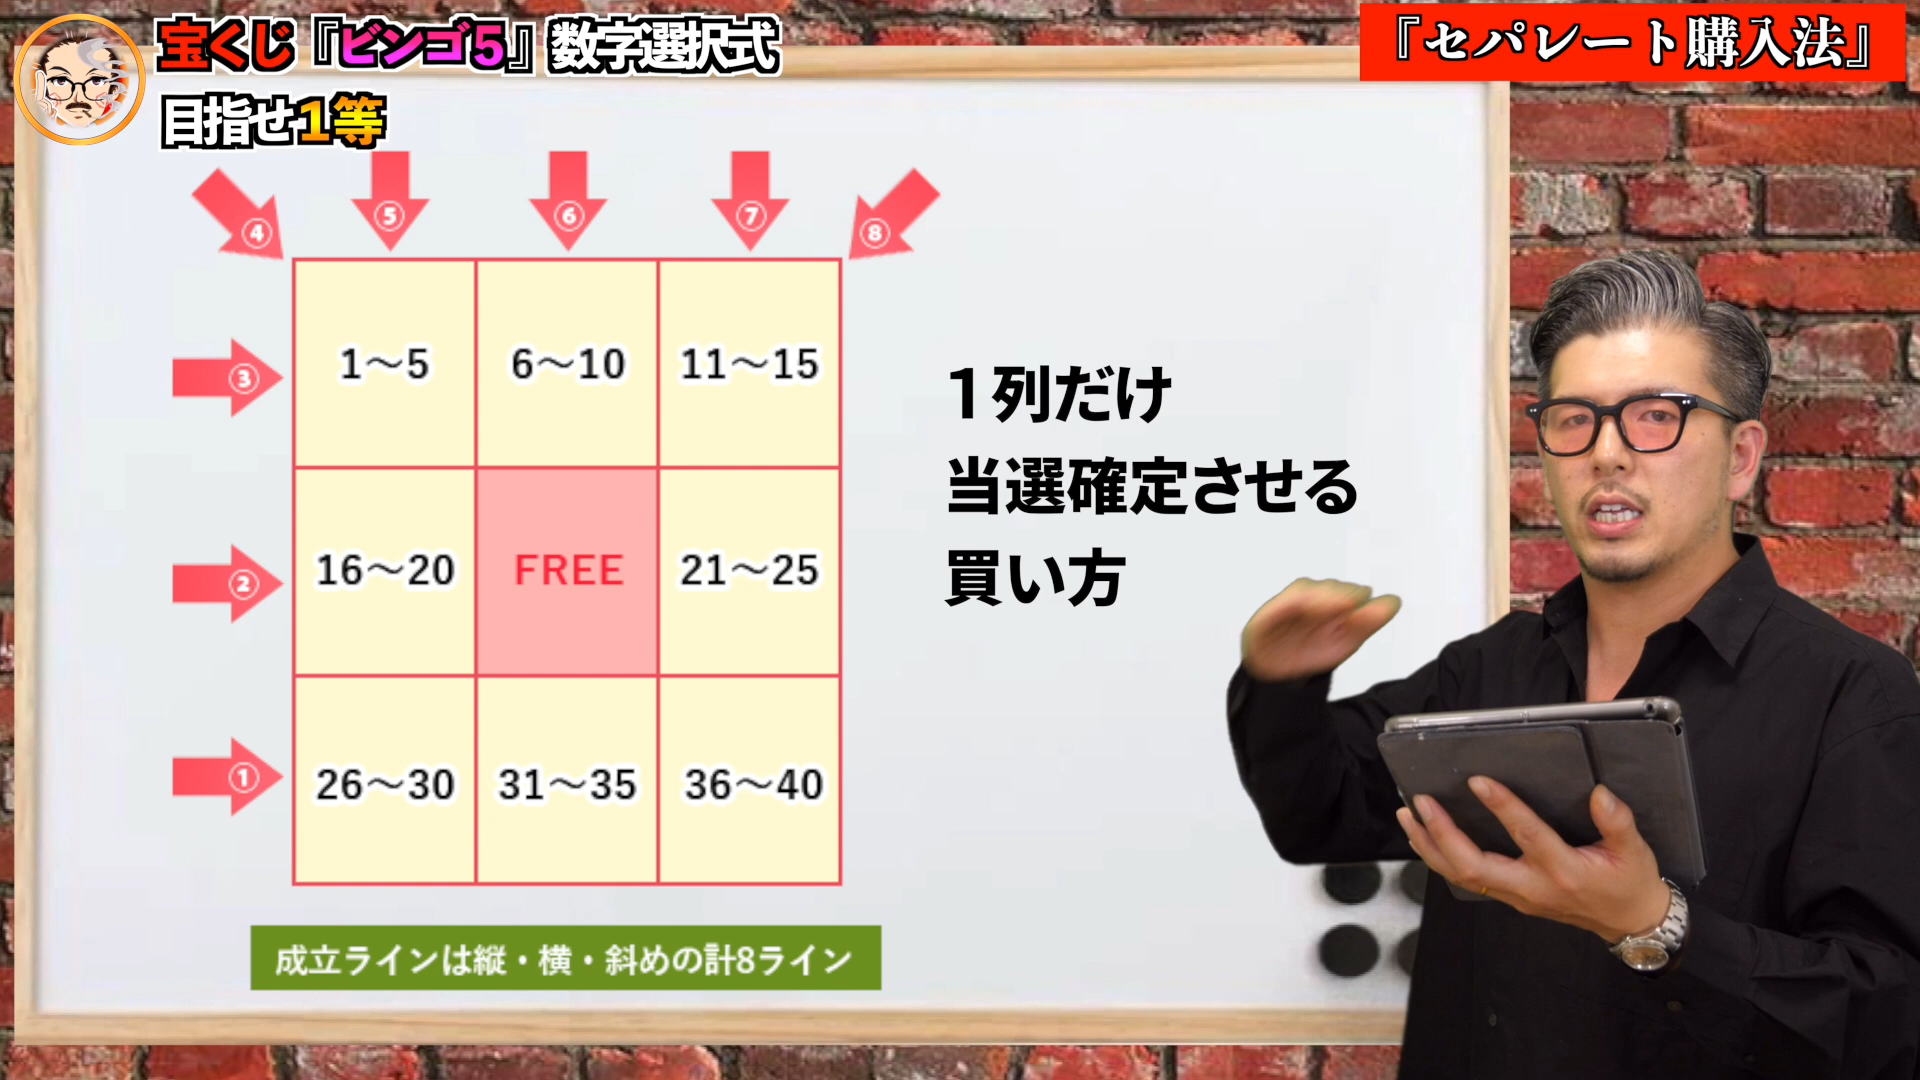 宝くじ『ビンゴ5』数字選択式
目指せ1等
『セパレート購入法』
④ ⑤ ⑥ ⑦ ⑧
③ 1～5 6～10 11～15
② 16～20 FREE 21～25
① 26～30 31～35 36～40
1列だけ
当選確定させる
買い方
成立ラインは縦・横・斜めの計8ライン